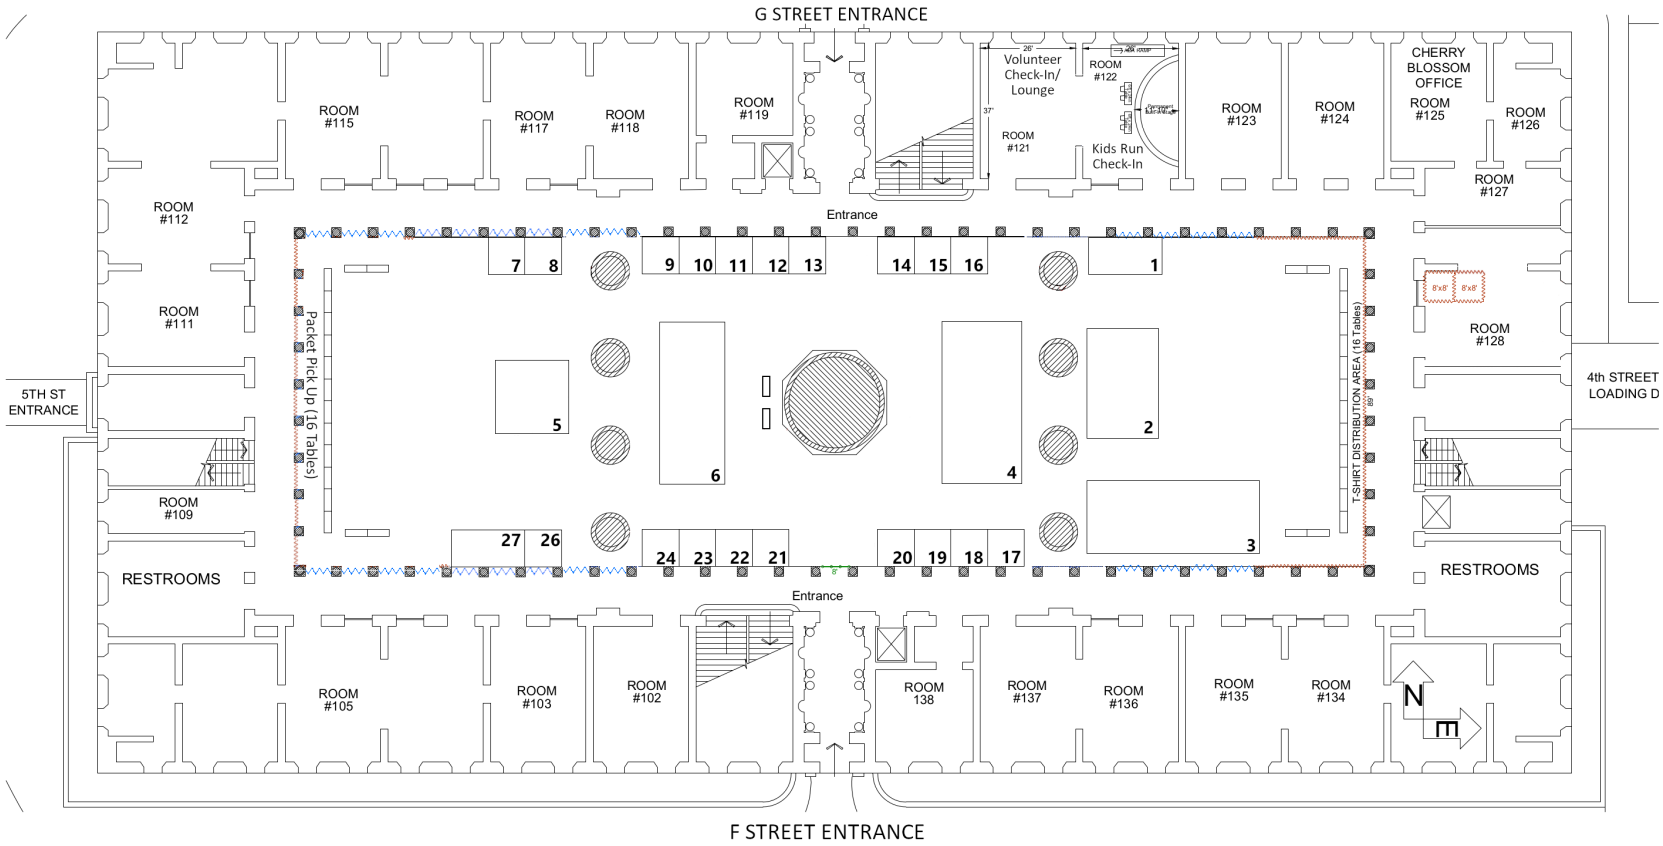 G STREET ENTRANCE
26'
Volunteer
Check-In/
Lounge
37'
ROOM
#121
ROOM
#122
Kids Run
Check-In
ROOM
#115
ROOM
#117
ROOM
#118
ROOM
#119
ROOM
#123
ROOM
#124
CHERRY
BLOSSOM
OFFICE
ROOM
#125
ROOM
#126
ROOM
#127
ROOM
#112
ROOM
#111
Entrance
7
8
9
10
11
12
13
14
15
16
1
8'x8'
8'x8'
ROOM
#128
Packet Pick Up (16 Tables)
T-SHIRT DISTRIBUTION AREA (16 Tables)
89'
5TH ST
ENTRANCE
4th STREET
LOADING D
5
6
4
2
3
ROOM
#109
RESTROOMS
RESTROOMS
27
26
24
23
22
21
20
19
18
17
8'
Entrance
ROOM
#105
ROOM
#103
ROOM
#102
ROOM
138
ROOM
#137
ROOM
#136
ROOM
#135
ROOM
#134
N
E
F STREET ENTRANCE